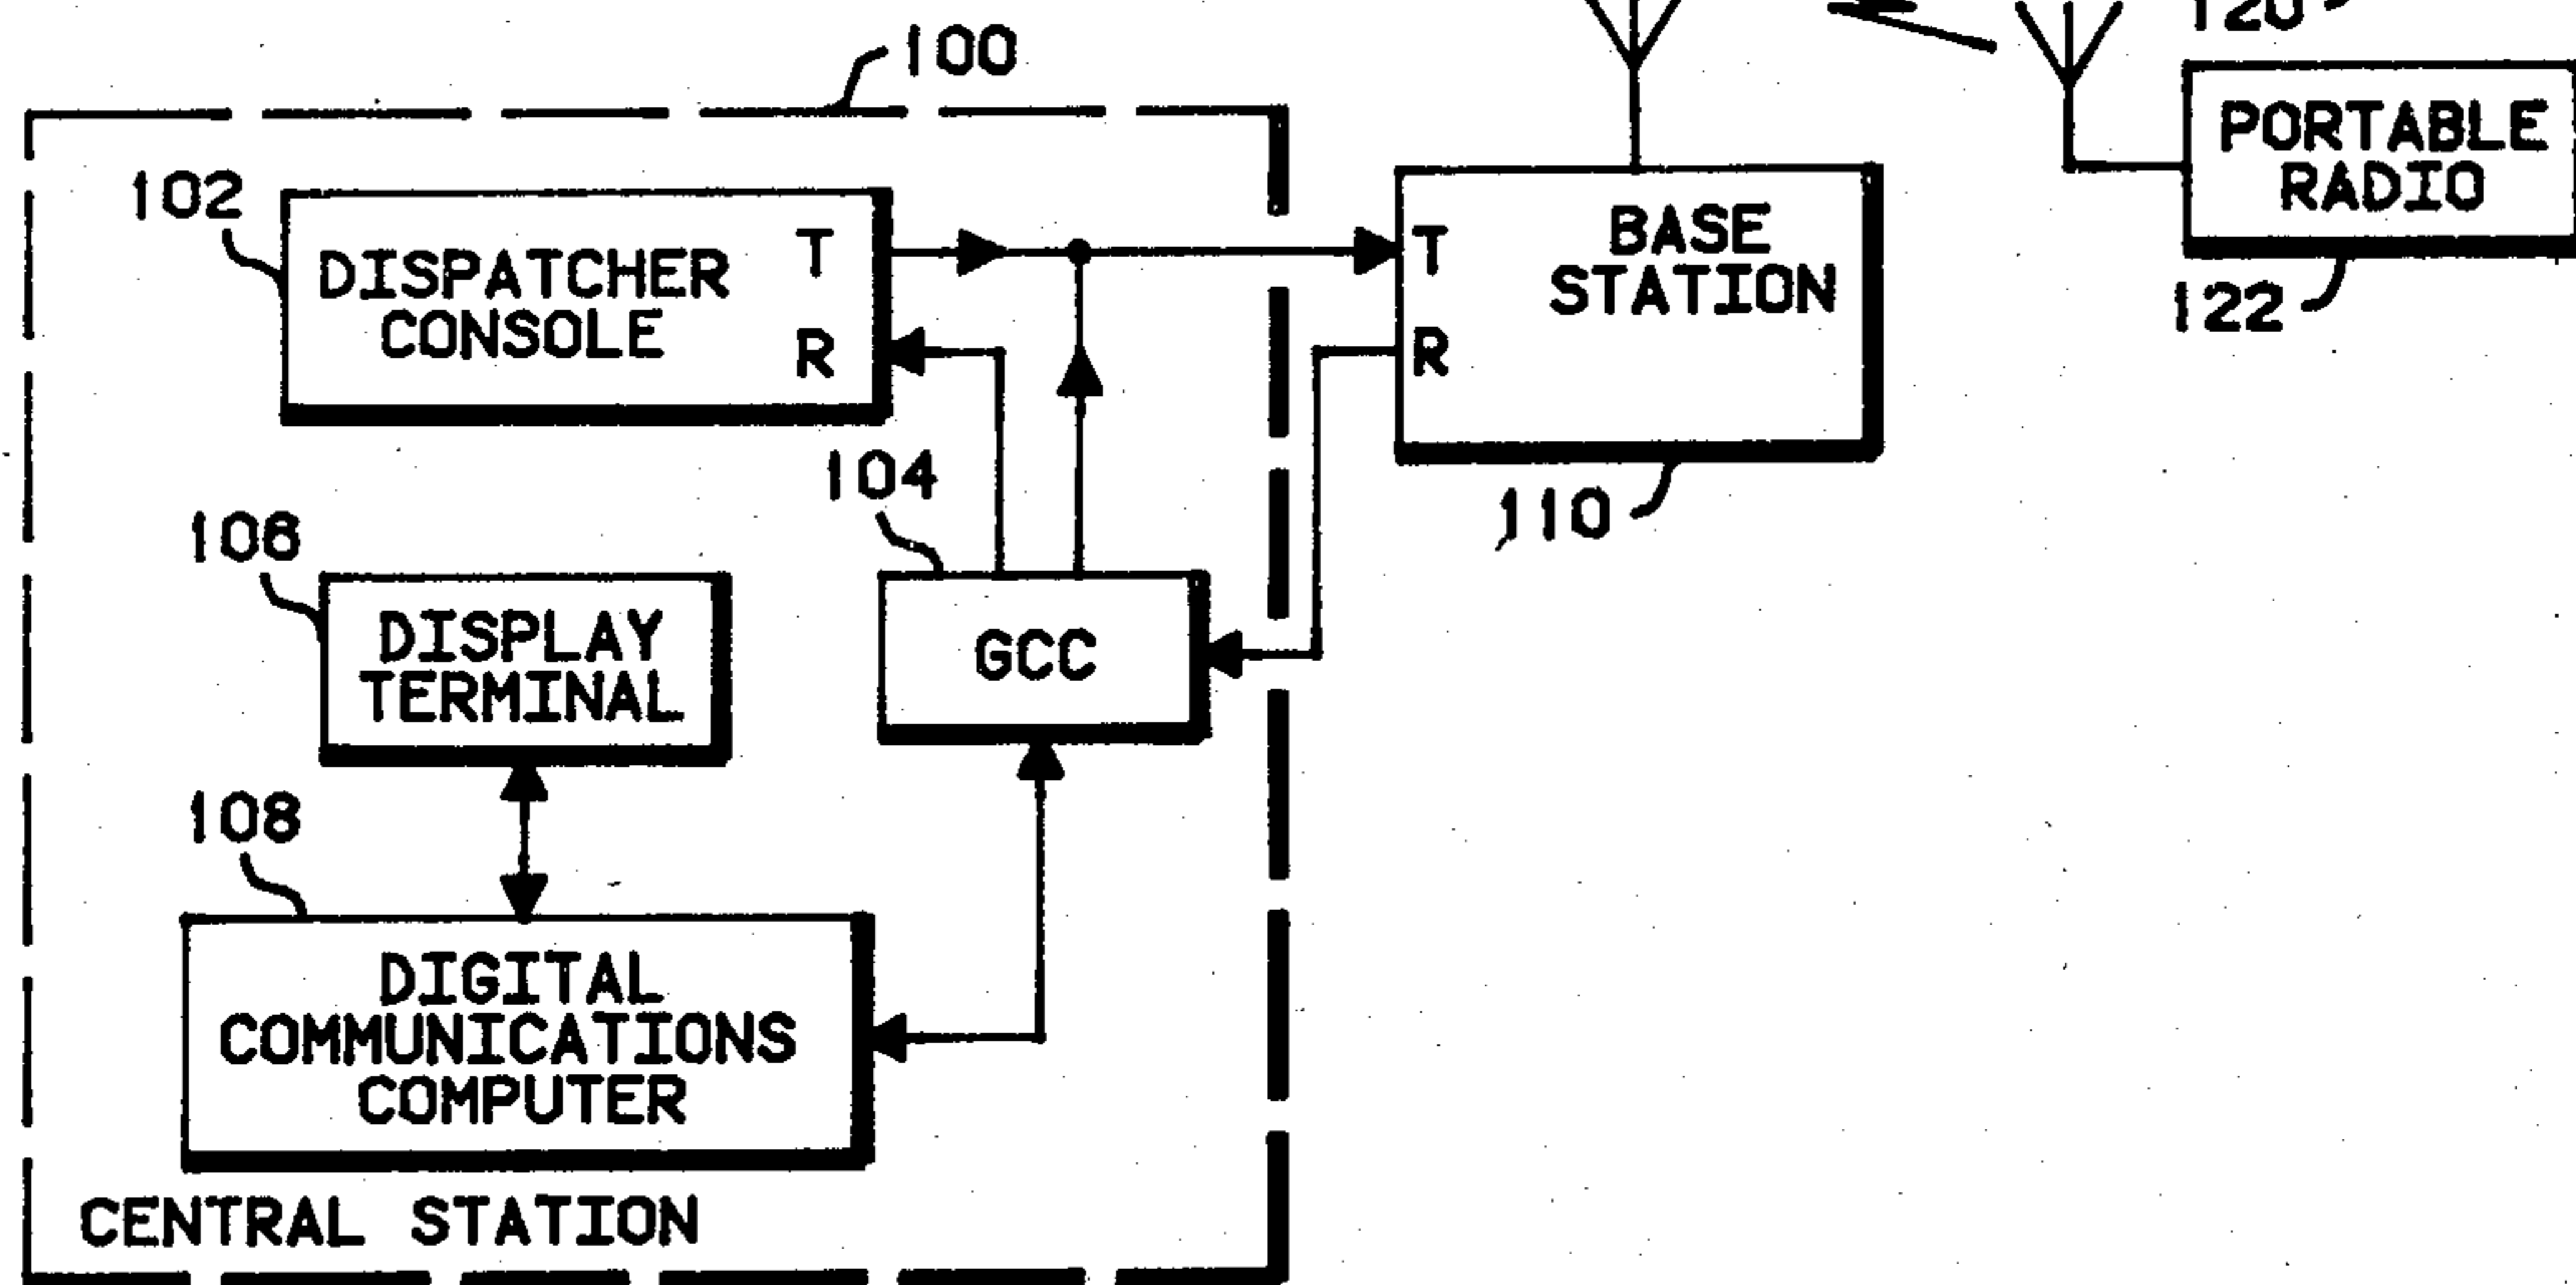 120
100
PORTABLE
RADIO
122
102
DISPATCHER
CONSOLE
T
R
T
R
BASE
STATION
110
104
106
DISPLAY
TERMINAL
GCC
108
DIGITAL
COMMUNICATIONS
COMPUTER
CENTRAL STATION